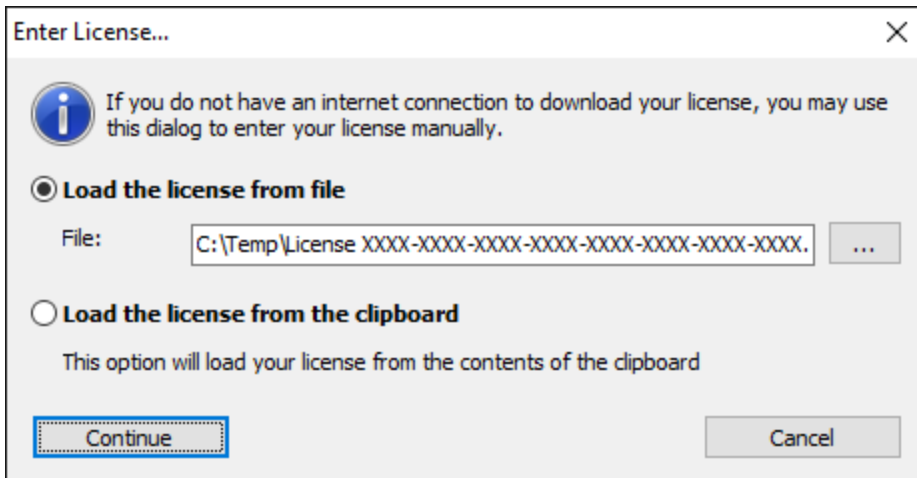 Enter License...
If you do not have an internet connection to download your license, you may use
this dialog to enter your license manually.
Load the license from file
File:
C:\Temp\License XXXX-XXXX-XXXX-XXXX-XXXX-XXXX-XXXX-XXXX.
...
Load the license from the clipboard
This option will load your license from the contents of the clipboard
Continue
Cancel